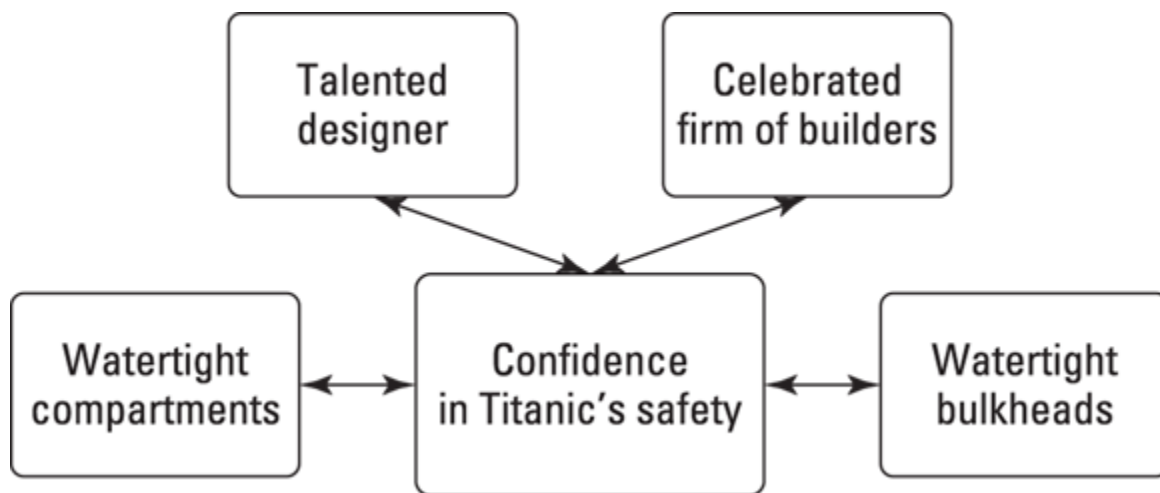 Talented
designer
Celebrated
firm of builders
Watertight
compartments
Confidence
in Titanic's safety
Watertight
bulkheads